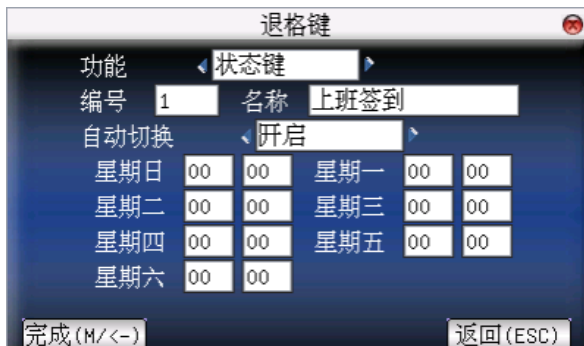 退格键
功能 状态键
编号 1 名称 上班签到
自动切换 开启
星期日 00 00 星期一 00 00
星期二 00 00 星期三 00 00
星期四 00 00 星期五 00 00
星期六 00 00
完成(M/<-) 返回(ESC)